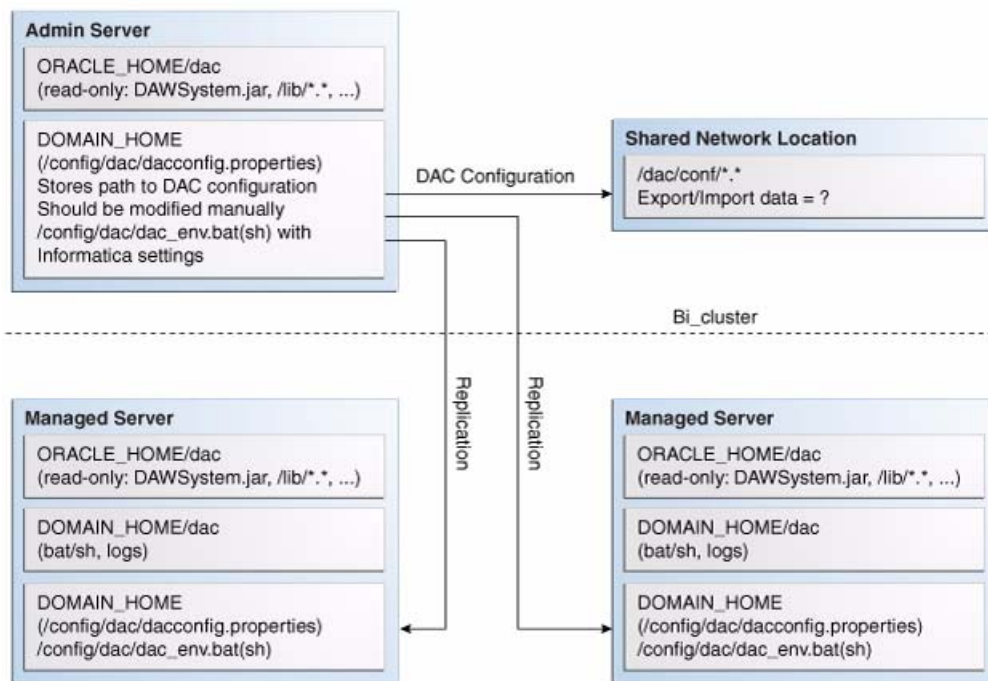 Admin Server
ORACLE_HOME/dac
(read-only: DAWSystem.jar, /lib/*.*, ...)
DOMAIN_HOME
(/config/dac/dacconfig.properties)
Stores path to DAC configuration
Should be modified manually
/config/dac/dac_env.bat(sh) with
Informatica settings
DAC Configuration
Shared Network Location
/dac/conf/*.*
Export/Import data = ?
Bi_cluster
Replication
Replication
Managed Server
ORACLE_HOME/dac
(read-only: DAWSystem.jar, /lib/*.*, ...)
DOMAIN_HOME/dac
(bat/sh, logs)
DOMAIN_HOME
(/config/dac/dacconfig.properties)
/config/dac/dac_env.bat(sh)
Managed Server
ORACLE_HOME/dac
(read-only: DAWSystem.jar, /lib/*.*, ...)
DOMAIN_HOME/dac
(bat/sh, logs)
DOMAIN_HOME
(/config/dac/dacconfig.properties)
/config/dac/dac_env.bat(sh)